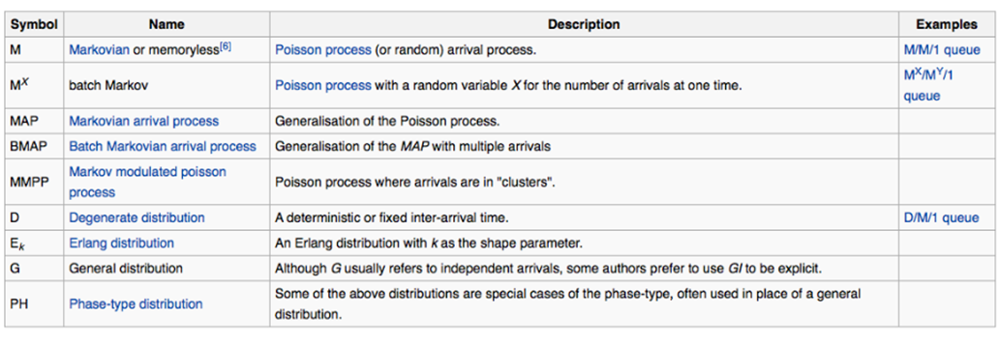 Symbol Name Description Examples
M Markovian or memoryless[6] Poisson process (or random) arrival process. M/M/1 queue
MX batch Markov Poisson process with a random variable X for the number of arrivals at one time. MX/MY/1
queue
MAP Markovian arrival process Generalisation of the Poisson process.
BMAP Batch Markovian arrival process Generalisation of the MAP with multiple arrivals
MMPP Markov modulated poisson
process Poisson process where arrivals are in "clusters".
D Degenerate distribution A deterministic or fixed inter-arrival time. D/M/1 queue
Ek Erlang distribution An Erlang distribution with k as the shape parameter.
G General distribution Although G usually refers to independent arrivals, some authors prefer to use GI to be explicit.
PH Phase-type distribution Some of the above distributions are special cases of the phase-type, often used in place of a general
distribution.